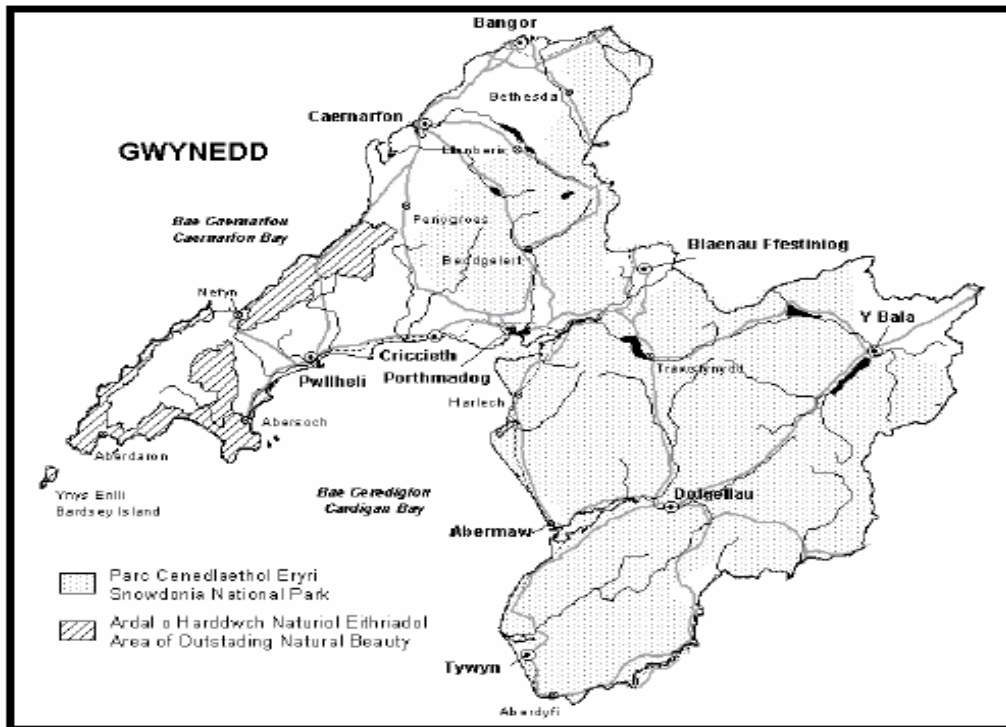 Bangor
Bethesda
Caernarfon
Llanberis
GWYNEDD
Penygroes
Bae Caernarfon
Caernarfon Bay
Beddgelert
Blaenau Ffestiniog
Nefyn
Y Bala
Criccieth
Pwllheli
Porthmadog
Trawsfynydd
Harlech
Abersoch
Aberdaron
Ynys Enlli
Bardsey Island
Bae Ceredigion
Cardigan Bay
Dolgellau
Abermaw
Parc Cenedlaethol Eryri
Snowdonia National Park
Ardal o Harddwch Naturiol Eithriadol
Area of Outstading Natural Beauty
Tywyn
Aberdyfi